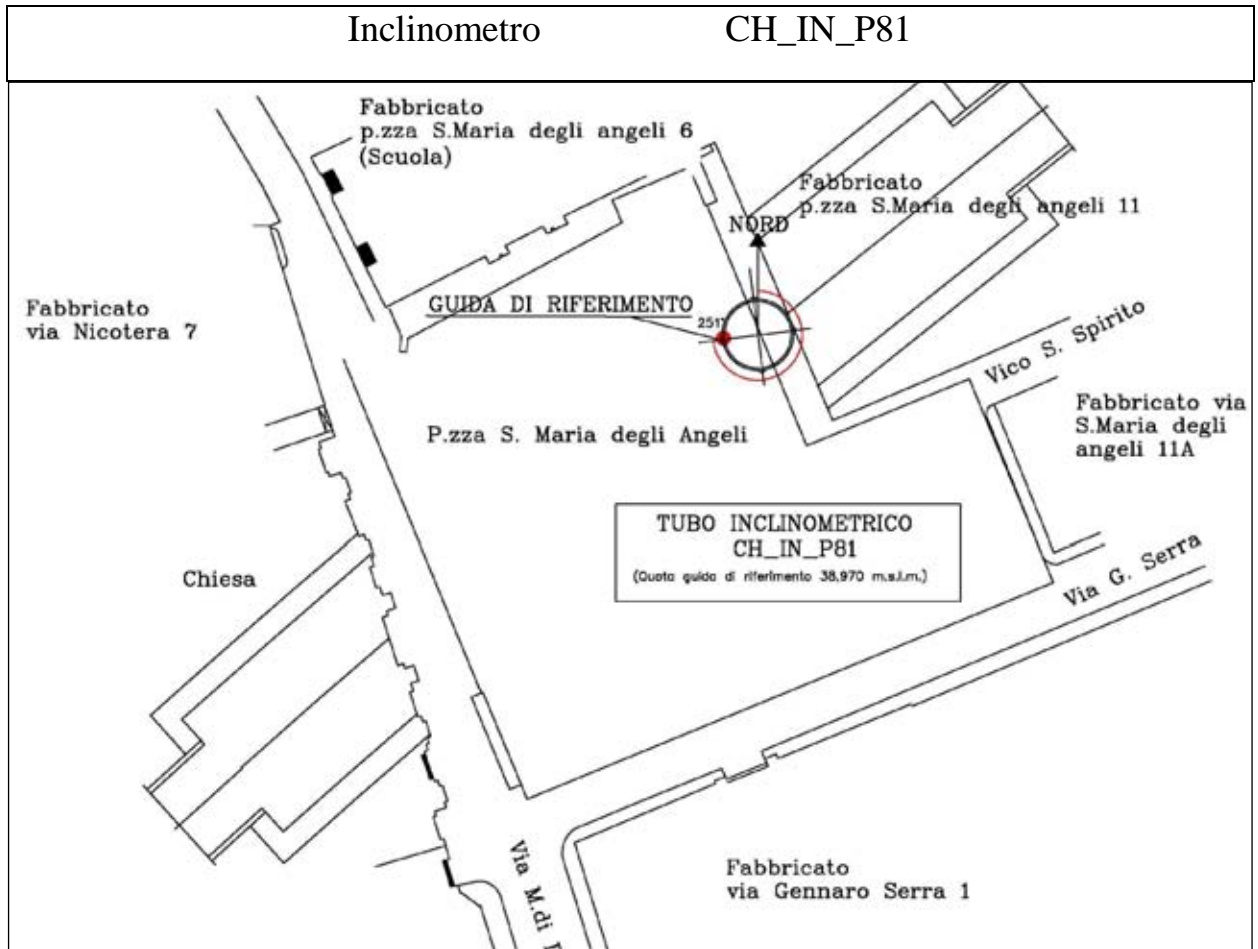 Inclinometro CH_IN_P81
Fabbricato
p.zza S.Maria degli angeli 6
(Scuola)
Fabbricato
p.zza S.Maria degli angeli 11
NORD
Fabbricato
via Nicotera 7
GUIDA DI RIFERIMENTO
Vico S. Spirito
P.zza S. Maria degli Angeli
Fabbricato via
S.Maria degli
angeli 11A
TUBO INCLINOMETRICO
CH_IN_P81
(Quota guida di riferimento 38,970 m.s.l.m.)
Chiesa
Via G. Serra
Via M.di
Fabbricato
via Gennaro Serra 1